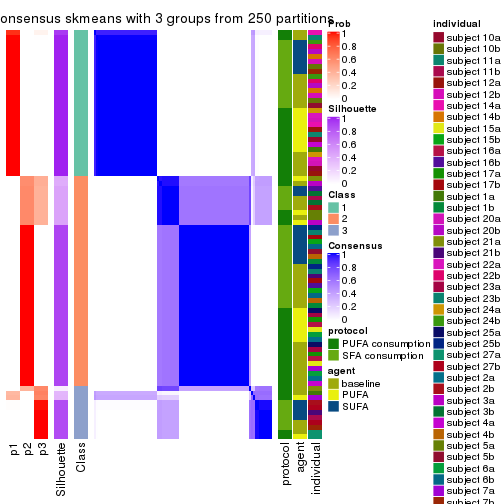 onsensus skmeans with 3 groups from 250 partitions
Prob
1
0.8
0.6
0.4
0.2
0
Silhouette
1
0.8
0.6
0.4
0.2
0
Class
1
2
3
Consensus
1
0.8
0.6
0.4
0.2
0
protocol
PUFA consumption
SFA consumption
agent
baseline
PUFA
SUFA
individual
subject 10a
subject 10b
subject 11a
subject 11b
subject 12a
subject 12b
subject 14a
subject 14b
subject 15a
subject 15b
subject 16a
subject 16b
subject 17a
subject 17b
subject 1a
subject 1b
subject 20a
subject 20b
subject 21a
subject 21b
subject 22a
subject 22b
subject 23a
subject 23b
subject 24a
subject 24b
subject 25a
subject 25b
subject 27a
subject 27b
subject 2a
subject 2b
subject 3a
subject 3b
subject 4a
subject 4b
subject 5a
subject 5b
subject 6a
subject 6b
subject 7a
subject 7b
p1
p2
p3
Silhouette
Class
protocol
agent
individual